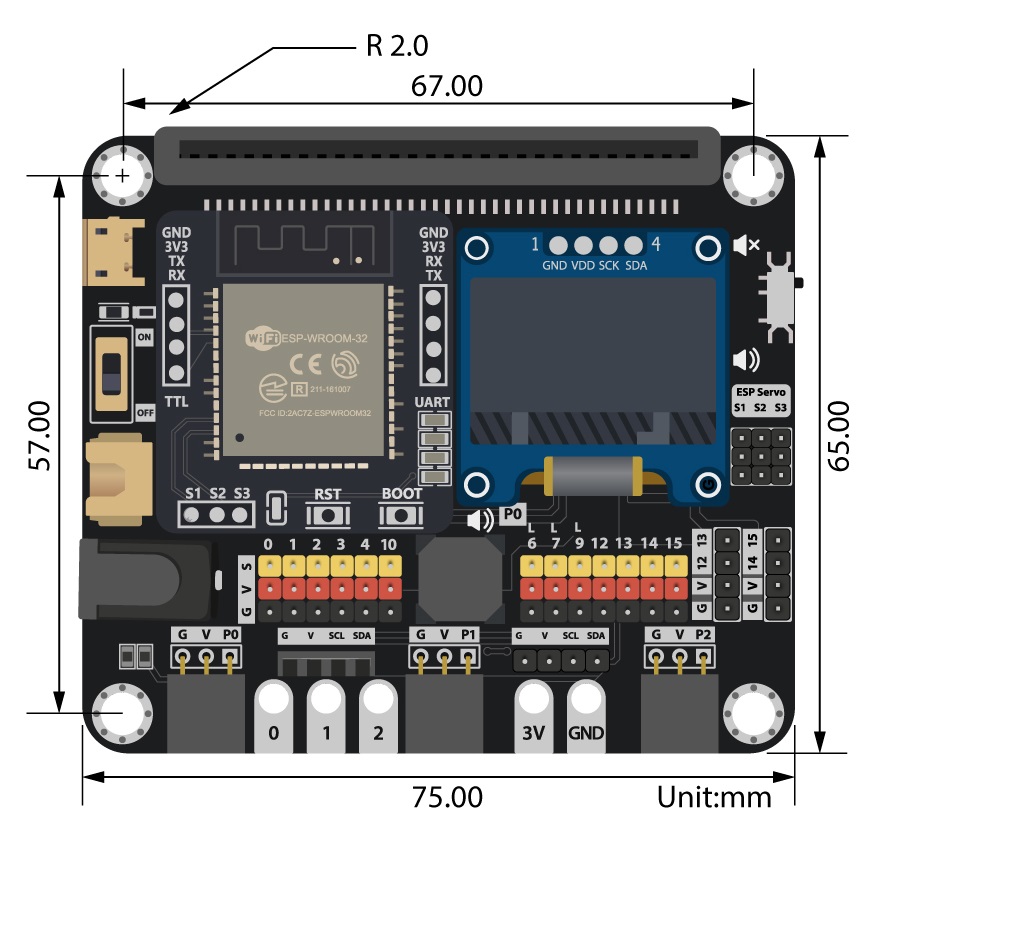 R 2.0
67.00
57.00
65.00
GND
3V3
TX
RX
TTL
GND
3V3
RX
TX
UART
WiFi ESP-WROOM-32
CE
R 211-161007
FCC ID:2AC7Z-ESPWROOM32
1 4
GND VDD SCK SDA
ON
OFF
ESP Servo
S1 S2 S3
S1 S2 S3
RST
BOOT
P0
L L L
0 1 2 3 4 10
6 7 9 12 13 14 15
S
V
G
13
12
V
G
15
14
V
G
G V P0
G V SCL SDA
G V P1
G V SCL SDA
G V P2
0 1 2 3V GND
75.00
Unit:mm